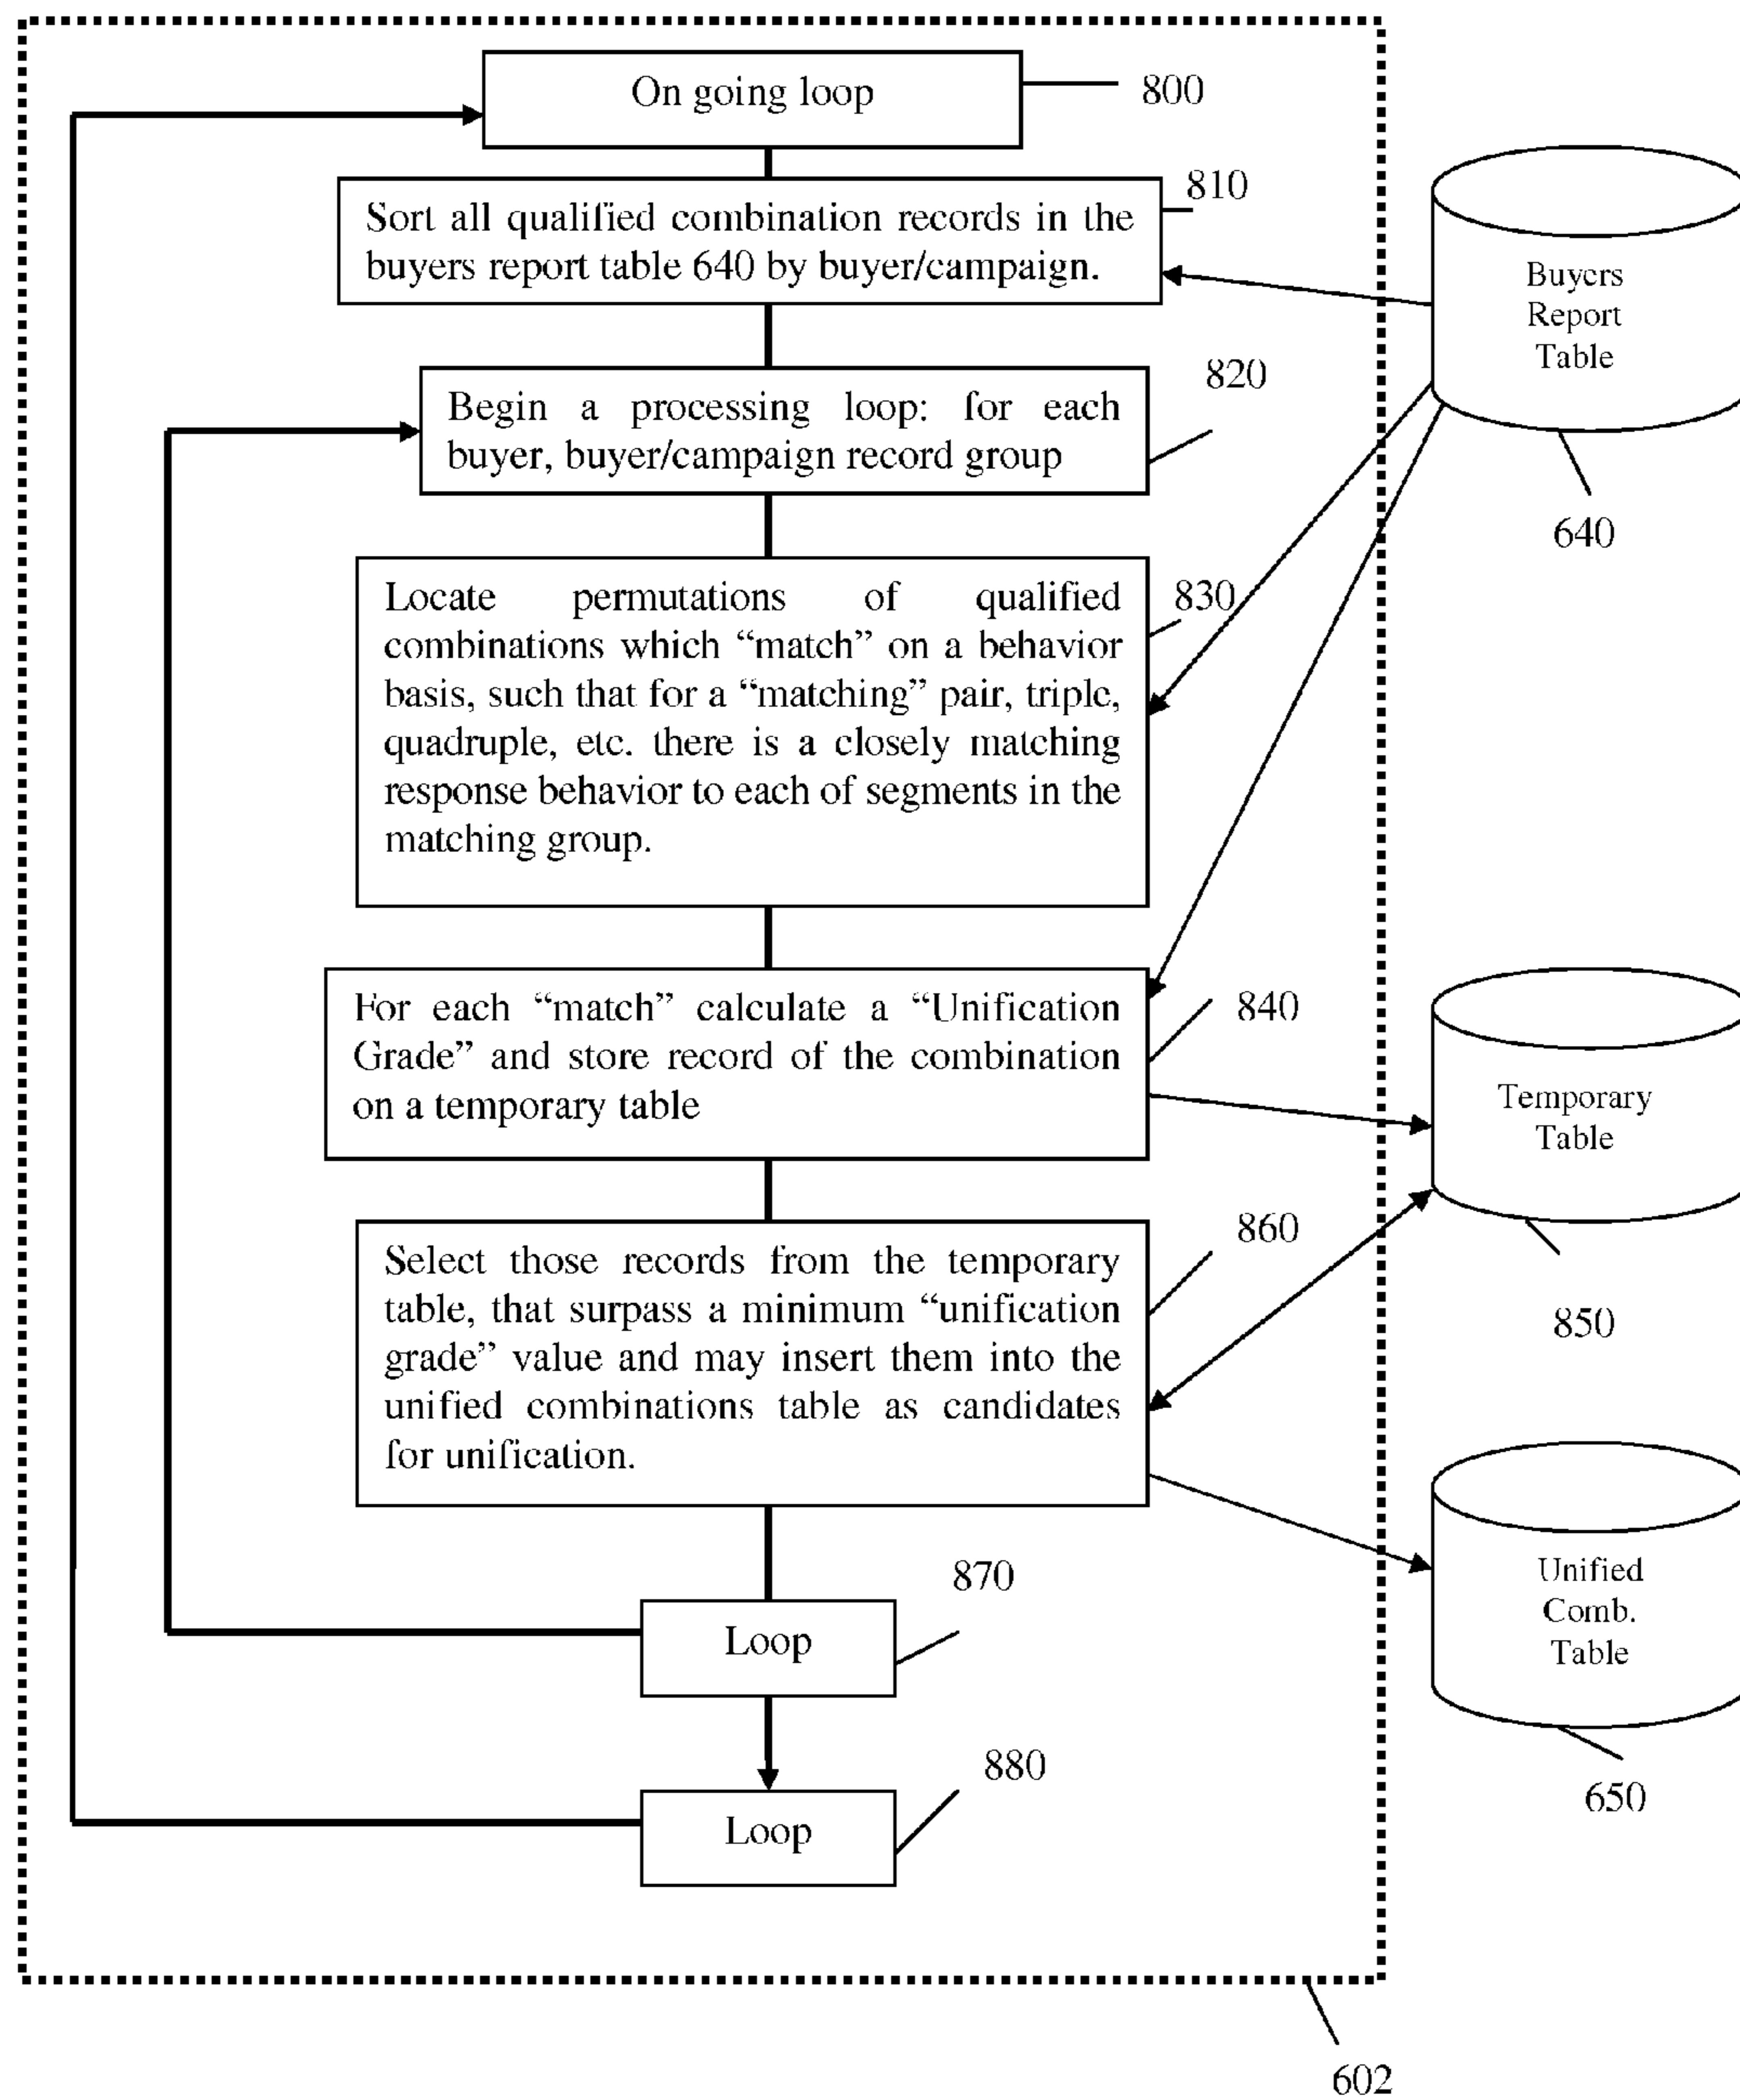 On going loop
800
810
Sort all qualified combination records in the
buyers report table 640 by buyer/campaign.
Buyers
Report
Table
640
820
Begin a processing loop: for each
buyer, buyer/campaign record group
830
Locate permutations of qualified
combinations which “match” on a behavior
basis, such that for a “matching” pair, triple,
quadruple, etc. there is a closely matching
response behavior to each of segments in the
matching group.
For each “match” calculate a “Unification
Grade” and store record of the combination
on a temporary table
840
Temporary
Table
850
860
Select those records from the temporary
table, that surpass a minimum “unification
grade” value and may insert them into the
unified combinations table as candidates
for unification.
Unified
Comb.
Table
650
870
Loop
880
Loop
602